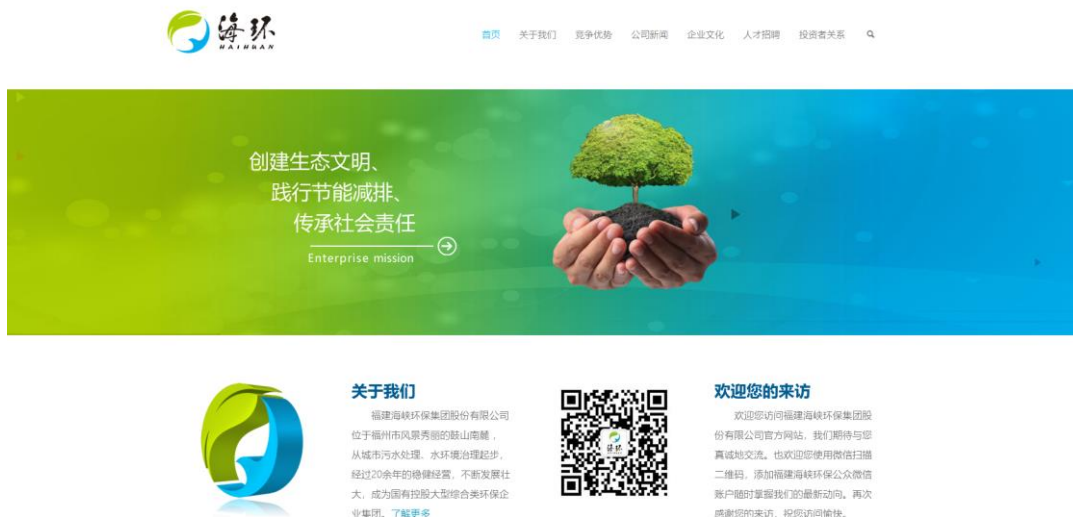 海环
HAIHUAN
首页 关于我们 竞争优势 公司新闻 企业文化 人才招聘 投资者关系
创建生态文明、
践行节能减排、
传承社会责任
Enterprise mission
关于我们
福建海峡环保集团股份有限公司
位于福州市风景秀丽的鼓山南麓，
从城市污水处理、水环境治理起步，
经过20余年的稳健经营，不断发展壮
大，成为国有控股大型综合类环保企
业集团。了解更多
海环
欢迎您的来访
欢迎您访问福建海峡环保集团股
份有限公司官方网站，我们期待与您
真诚地交流。也欢迎您使用微信扫描
二维码，添加福建海峡环保公众微信
账户随时掌握我们的最新动向。再次
感谢您的来访，祝您访问愉快。